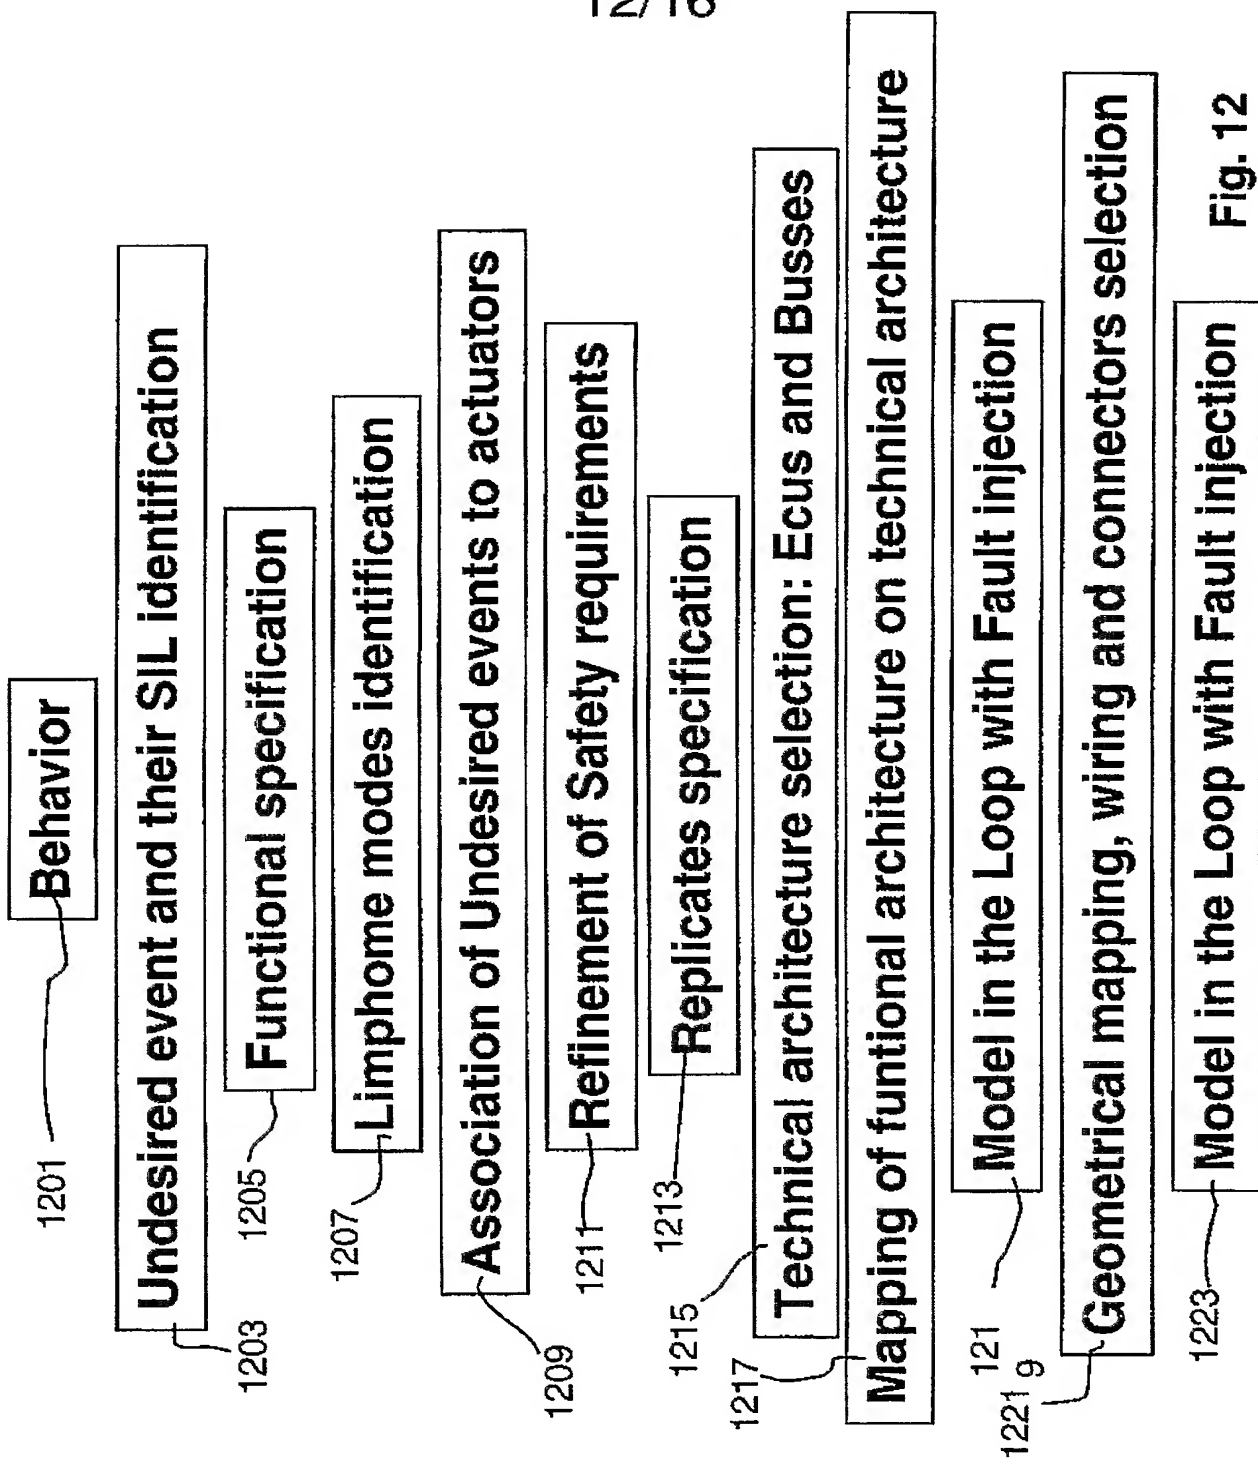 12/16
1201
Behavior
1203
Undesired event and their SIL identification
1205
Functional specification
1207
Limphome modes identification
1209
Association of Undesired events to actuators
1211
Refinement of Safety requirements
1213
Replicates specification
1215
Technical architecture selection: Ecus and Busses
1217
Mapping of funtional architecture on technical architecture
121
9
Model in the Loop with Fault injection
1221
Geometrical mapping, wiring and connectors selection
1223
Model in the Loop with Fault injection
Fig. 12